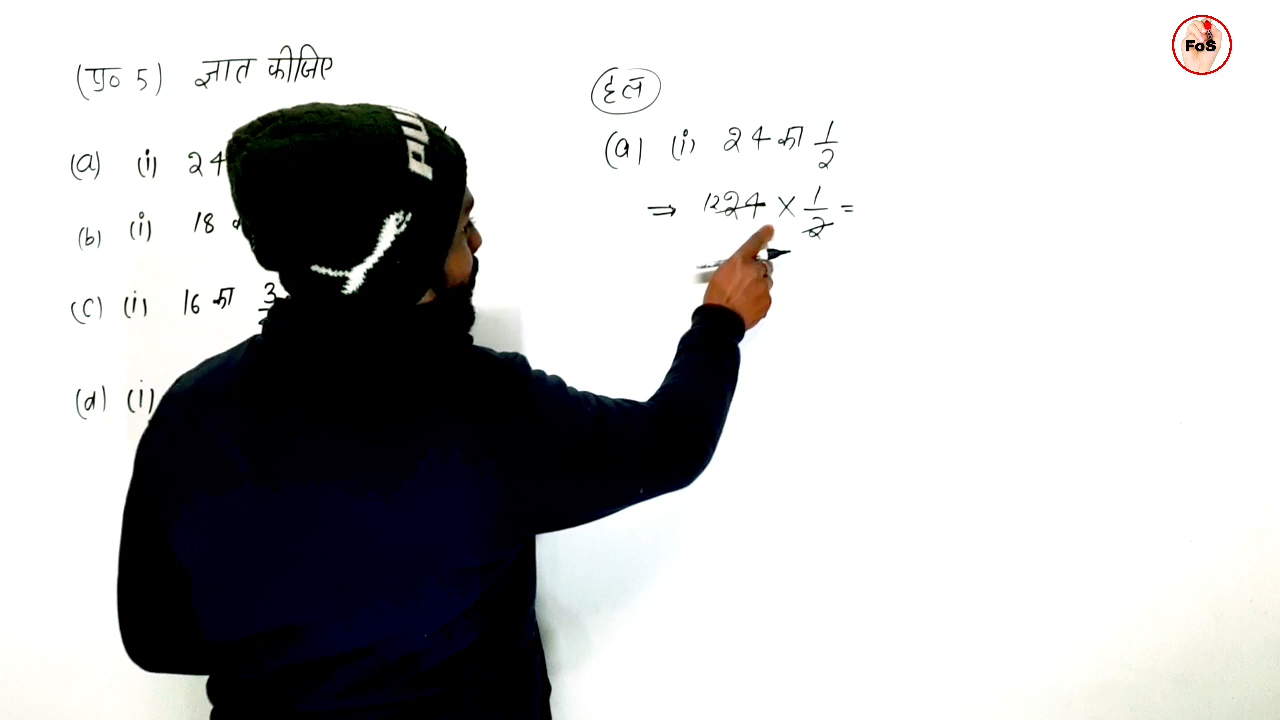 (प्र० 5) ज्ञात कीजिए
(a) (i) 24
(b) (i) 18
(c) (i) 16 का 3
(d) (i)
हल
(a) (i) 24 का 1/2
⇒ 12 24 × 1/2 =
FoS